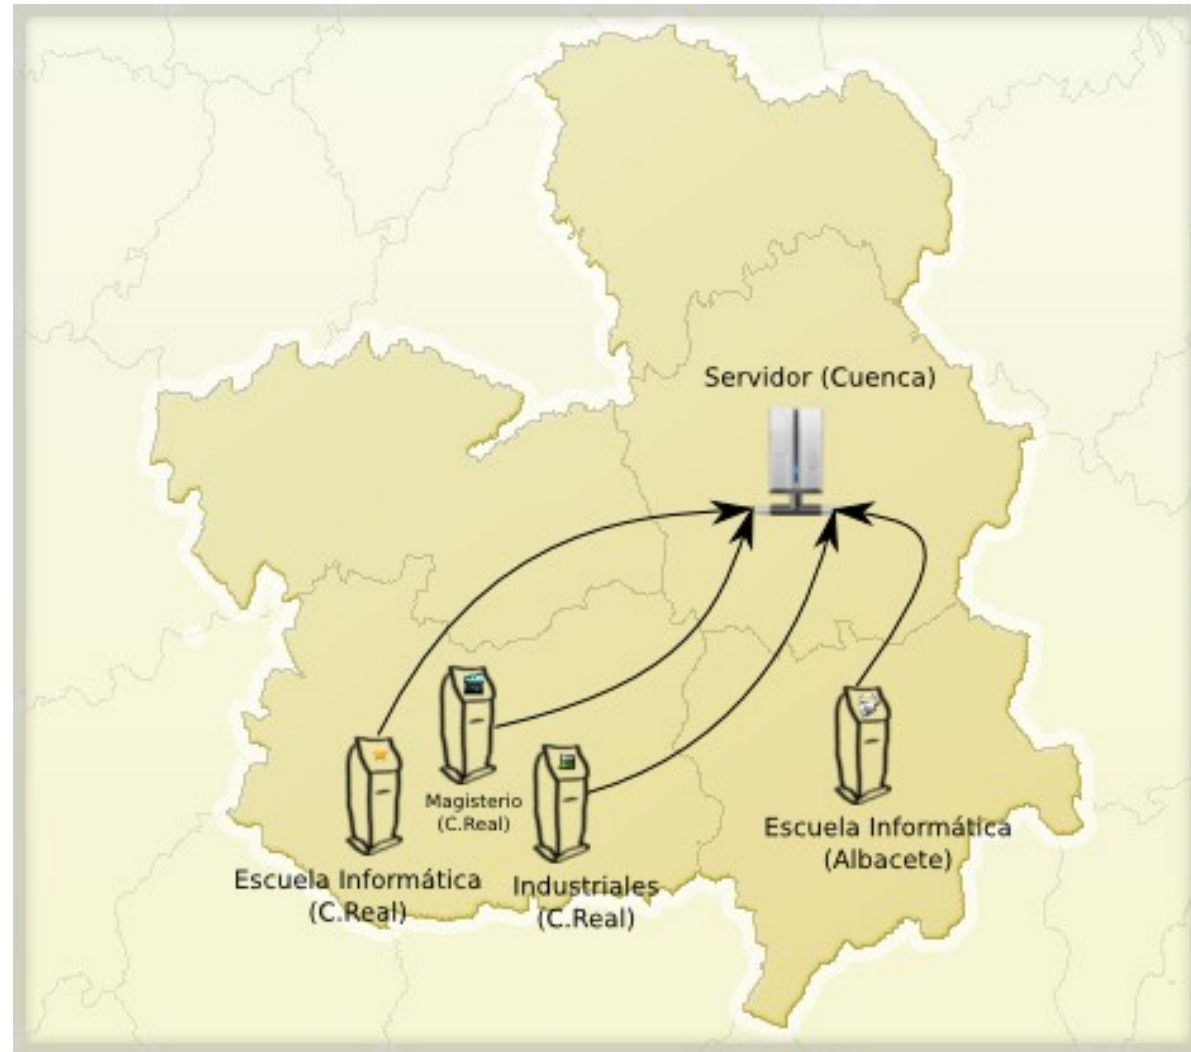 Servidor (Cuenca)
Magisterio
(C.Real)
Escuela Informática
(C.Real)
Industriales
(C.Real)
Escuela Informática
(Albacete)